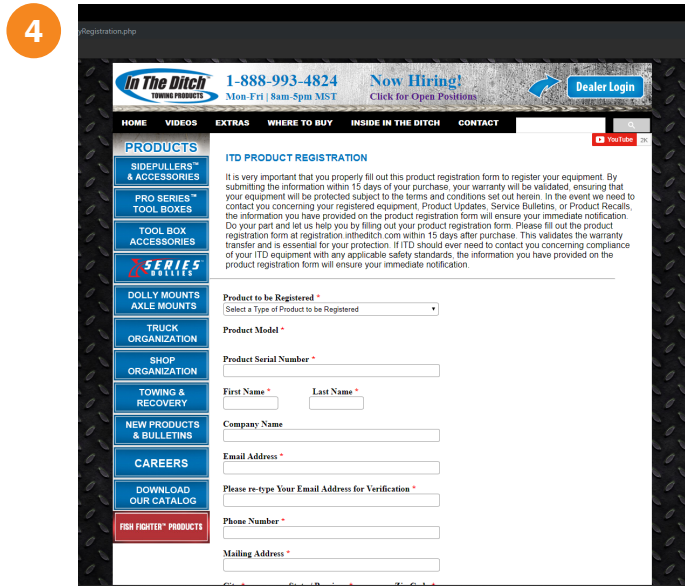 4
yRegistration.php
In The Ditch
TOWING PRODUCTS
1-888-993-4824
Mon-Fri | 8am-5pm MST
Now Hiring!
Click for Open Positions
Dealer Login
HOME VIDEOS EXTRAS WHERE TO BUY INSIDE IN THE DITCH CONTACT
YouTube 2K
PRODUCTS
SIDEPULLERS™
& ACCESSORIES
PRO SERIES™
TOOL BOXES
TOOL BOX
ACCESSORIES
X SERIES
DOLLIES
DOLLY MOUNTS
AXLE MOUNTS
TRUCK
ORGANIZATION
SHOP
ORGANIZATION
TOWING &
RECOVERY
NEW PRODUCTS
& BULLETINS
CAREERS
DOWNLOAD
OUR CATALOG
FISH FIGHTER™ PRODUCTS
ITD PRODUCT REGISTRATION
It is very important that you properly fill out this product registration form to register your equipment. By
submitting the information within 15 days of your purchase, your warranty will be validated, ensuring that
your equipment will be protected subject to the terms and conditions set out herein. In the event we need to
contact you concerning your registered equipment, Product Updates, Service Bulletins, or Product Recalls,
the information you have provided on the product registration form will ensure your immediate notification.
Do your part and let us help you by filling out your product registration form. Please fill out the product
registration form at registration.intheditch.com within 15 days after purchase. This validates the warranty
transfer and is essential for your protection. If ITD should ever need to contact you concerning compliance
of your ITD equipment with any applicable safety standards, the information you have provided on the
product registration form will ensure your immediate notification.
Product to be Registered *
Select a Type of Product to be Registered
Product Model *
Product Serial Number *
First Name * Last Name *
Company Name
Email Address *
Please re-type Your Email Address for Verification *
Phone Number *
Mailing Address *
City * State / Province * Zip Code *